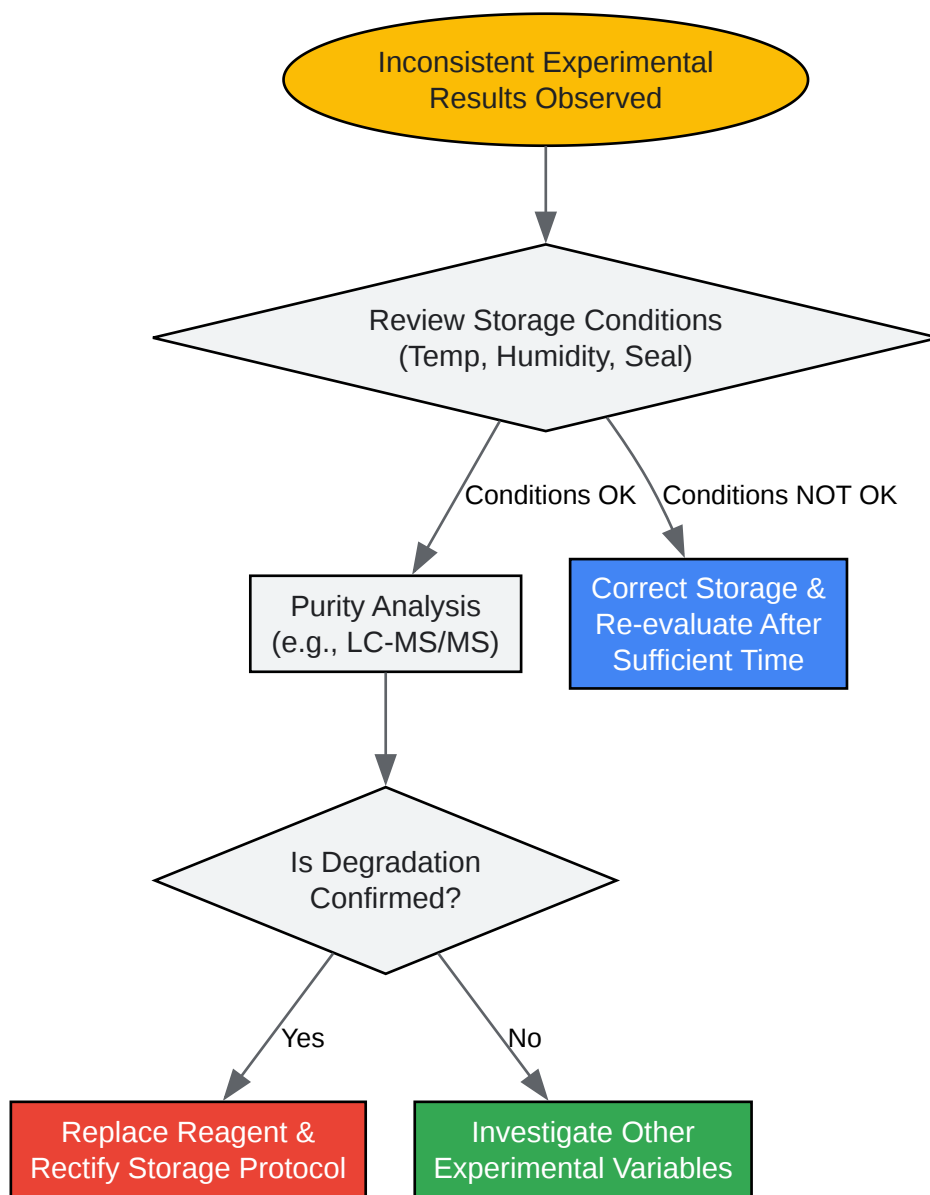 Inconsistent Experimental
Results Observed
Review Storage Conditions
(Temp, Humidity, Seal)
Conditions OK
Conditions NOT OK
Purity Analysis
(e.g., LC-MS/MS)
Correct Storage &
Re-evaluate After
Sufficient Time
Is Degradation
Confirmed?
Yes
No
Replace Reagent &
Rectify Storage Protocol
Investigate Other
Experimental Variables